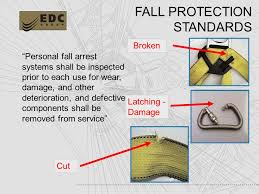 EDC
FALL PROTECTION
STANDARDS
Broken
“Personal fall arrest
systems shall be inspected
prior to each use for wear,
damage, and other
deterioration, and defective
components shall be
removed from service”
Latching -
Damage
Cut